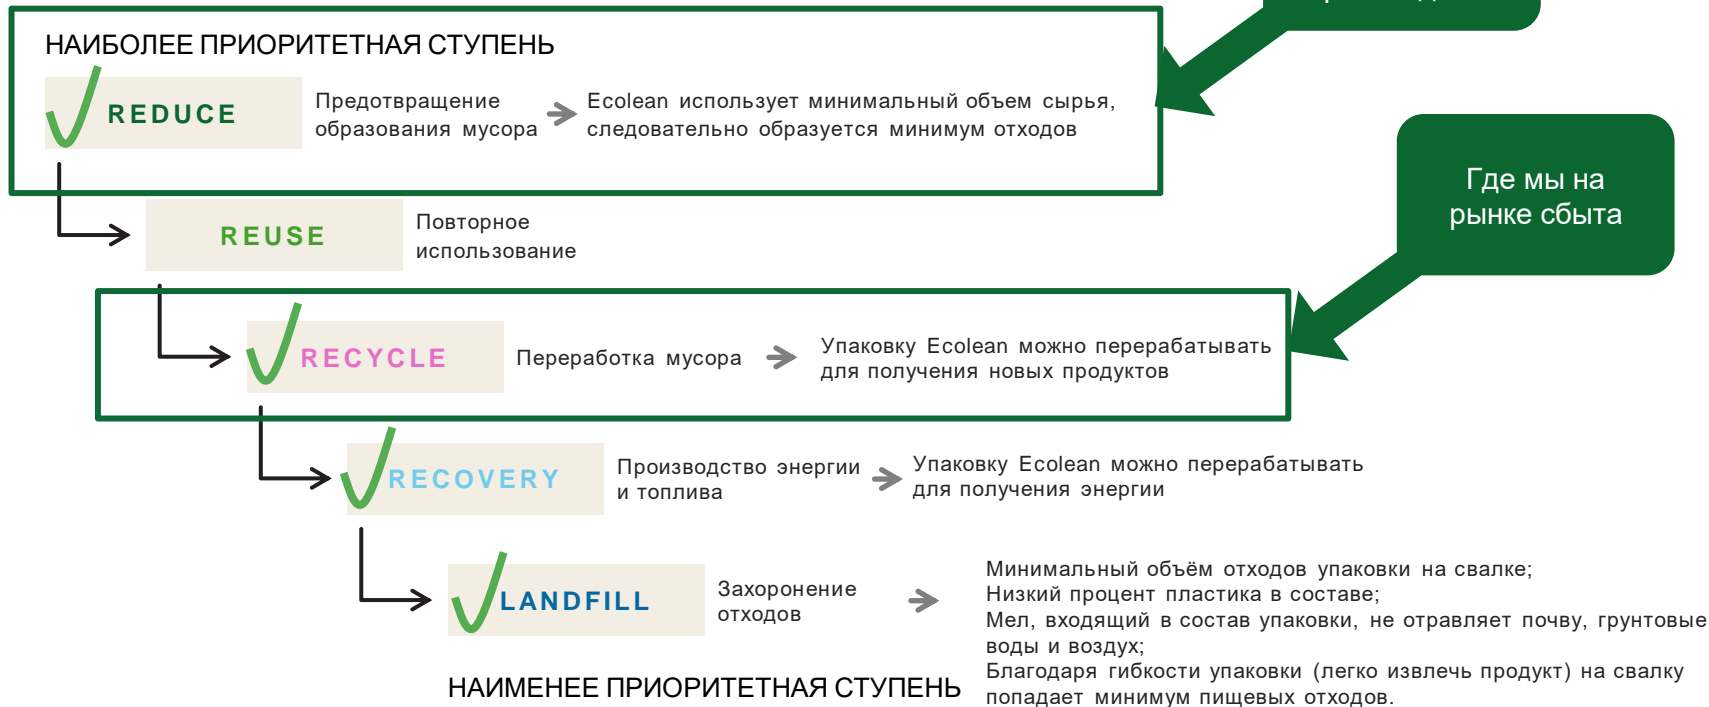 НАИБОЛЕЕ ПРИОРИТЕТНАЯ СТУПЕНЬ
REDUCE
Предотвращение
образования мусора
Ecolean использует минимальный объем сырья,
следовательно образуется минимум отходов
Где мы на
рынке сбыта
REUSE
Повторное
использование
RECYCLE
Переработка мусора
Упаковку Ecolean можно перерабатывать
для получения новых продуктов
RECOVERY
Производство энергии
и топлива
Упаковку Ecolean можно перерабатывать
для получения энергии
LANDFILL
Захоронение
отходов
Минимальный объём отходов упаковки на свалке;
Низкий процент пластика в составе;
Мел, входящий в состав упаковки, не отравляет почву, грунтовые
воды и воздух;
Благодаря гибкости упаковки (легко извлечь продукт) на свалку
попадает минимум пищевых отходов.
НАИМЕНЕЕ ПРИОРИТЕТНАЯ СТУПЕНЬ